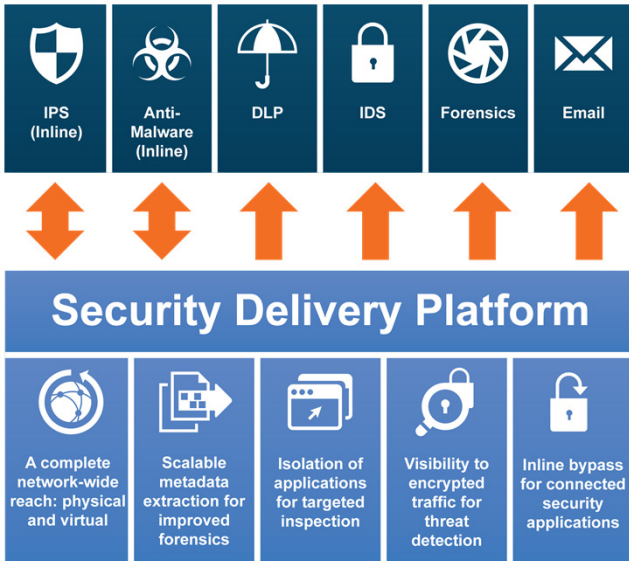 IPS
(Inline)
Anti-
Malware
(Inline)
DLP
IDS
Forensics
Email
Security Delivery Platform
A complete
network-wide
reach: physical
and virtual
Scalable
metadata
extraction for
improved
forensics
Isolation of
applications
for targeted
inspection
Visibility to
encrypted
traffic for
threat
detection
Inline bypass
for connected
security
applications